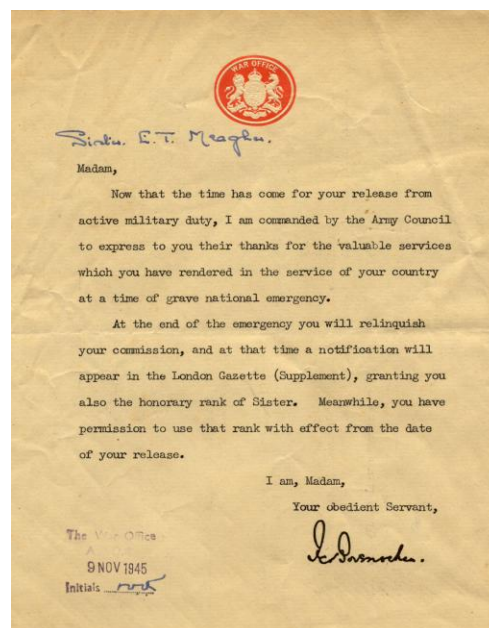 WAR OFFICE
Sister. E. T. Meagher.
Madam,
Now that the time has come for your release from
active military duty, I am commanded by the Army Council
to express to you their thanks for the valuable services
which you have rendered in the service of your country
at a time of grave national emergency.
At the end of the emergency you will relinquish
your commission, and at that time a notification will
appear in the London Gazette (Supplement), granting you
also the honorary rank of Sister. Meanwhile, you have
permission to use that rank with effect from the date
of your release.
I am, Madam,
Your obedient Servant,
The War Office
9 NOV 1945
Initials